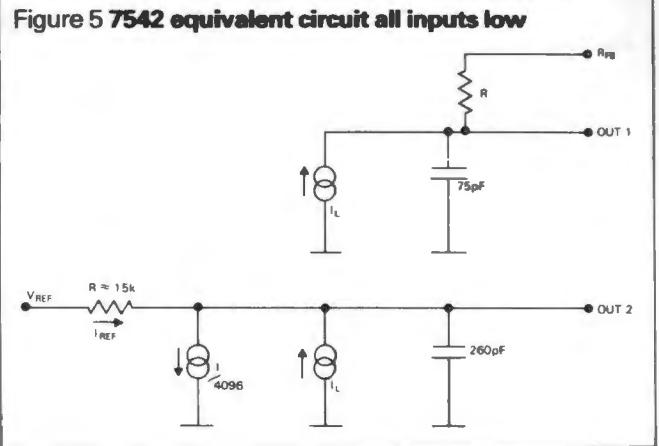 Figure 5 7542 equivalent circuit all inputs low
RFB
R
OUT 1
75pF
IL
VREF
R ≈ 15k
IREF
OUT 2
I/4096
IL
260pF